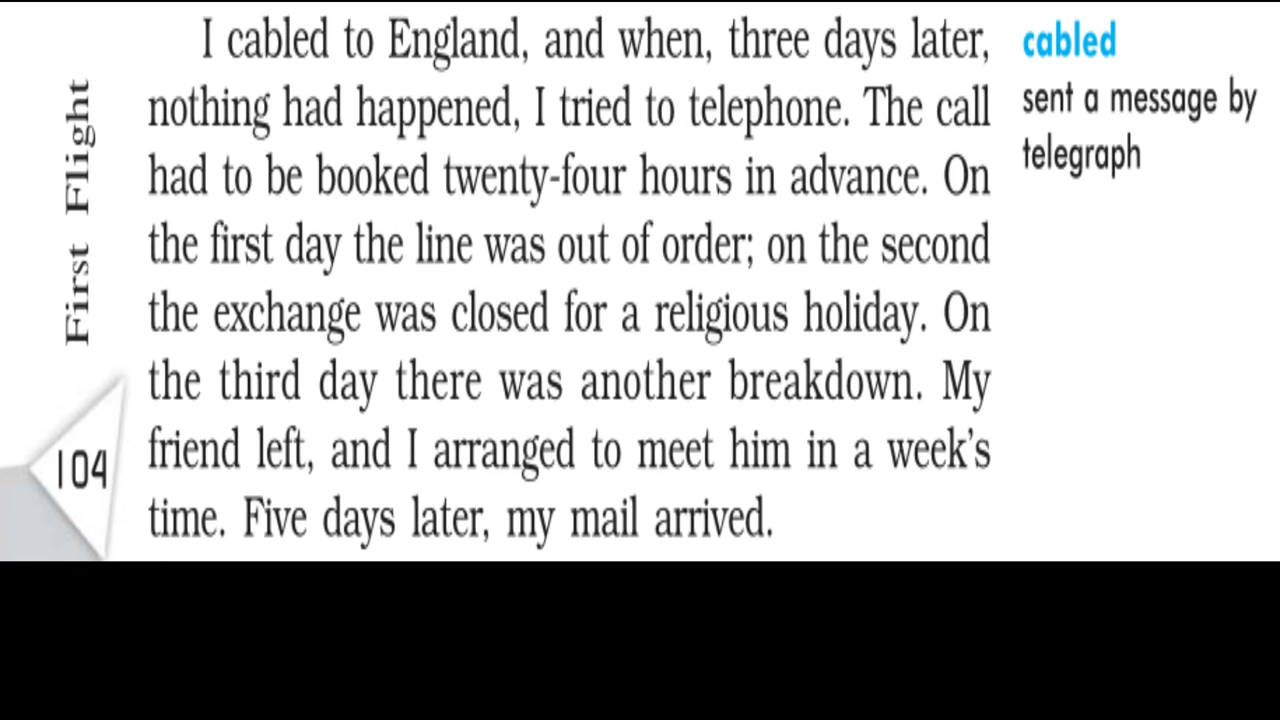 I cabled to England, and when, three days later,
nothing had happened, I tried to telephone. The call
had to be booked twenty-four hours in advance. On
the first day the line was out of order; on the second
the exchange was closed for a religious holiday. On
the third day there was another breakdown. My
friend left, and I arranged to meet him in a week's
time. Five days later, my mail arrived.
cabled
sent a message by
telegraph
First Flight
104